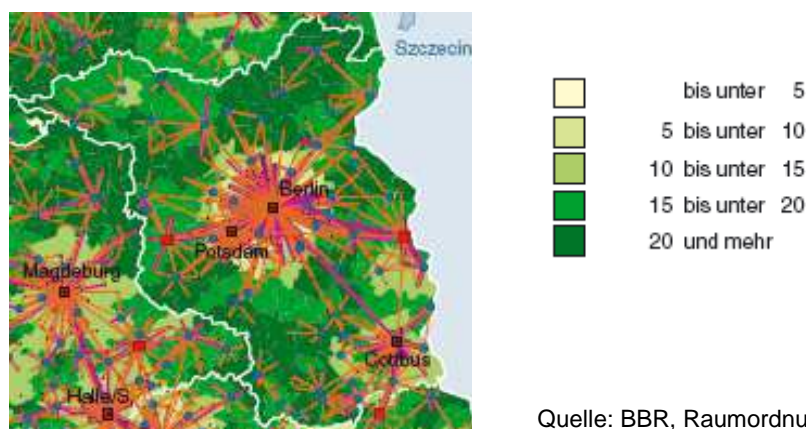 Szczecin
Berlin
Potsdam
Magdeburg
Cottbus
Halle/S.
bis unter 5
5 bis unter 10
10 bis unter 15
15 bis unter 20
20 und mehr
Quelle: BBR, Raumordnu